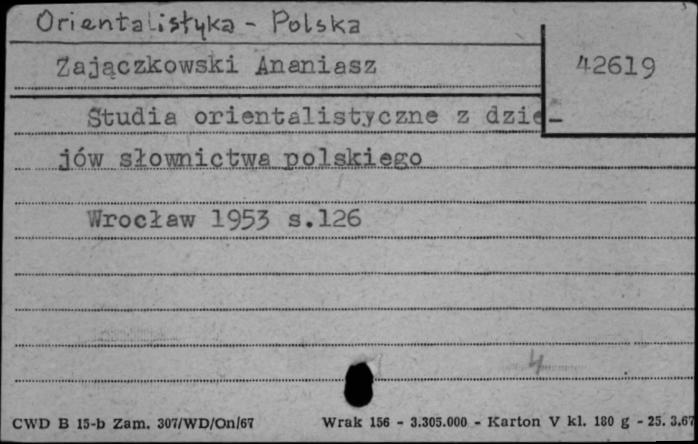 Orientalistyka - Polska
Zajączkowski Ananiasz
42619
Studia orientalistyczne z dzie-
jów słownictwa polskiego
Wrocław 1953 s.126
4
CWD B 15-b Zam. 307/WD/On/67
Wrak 156 - 3.305.000 - Karton V kl. 180 g - 25. 3.67